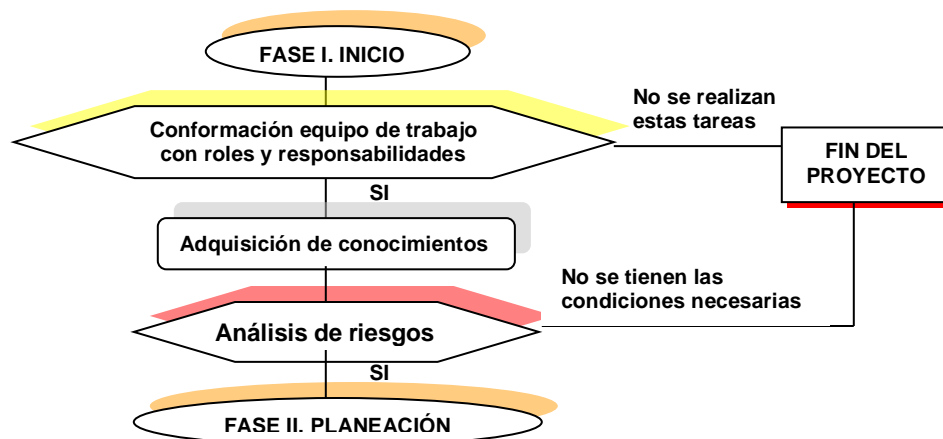 FASE I. INICIO
No se realizan
estas tareas
Conformación equipo de trabajo
con roles y responsabilidades
FIN DEL
PROYECTO
SI
Adquisición de conocimientos
No se tienen las
condiciones necesarias
Análisis de riesgos
SI
FASE II. PLANEACIÓN